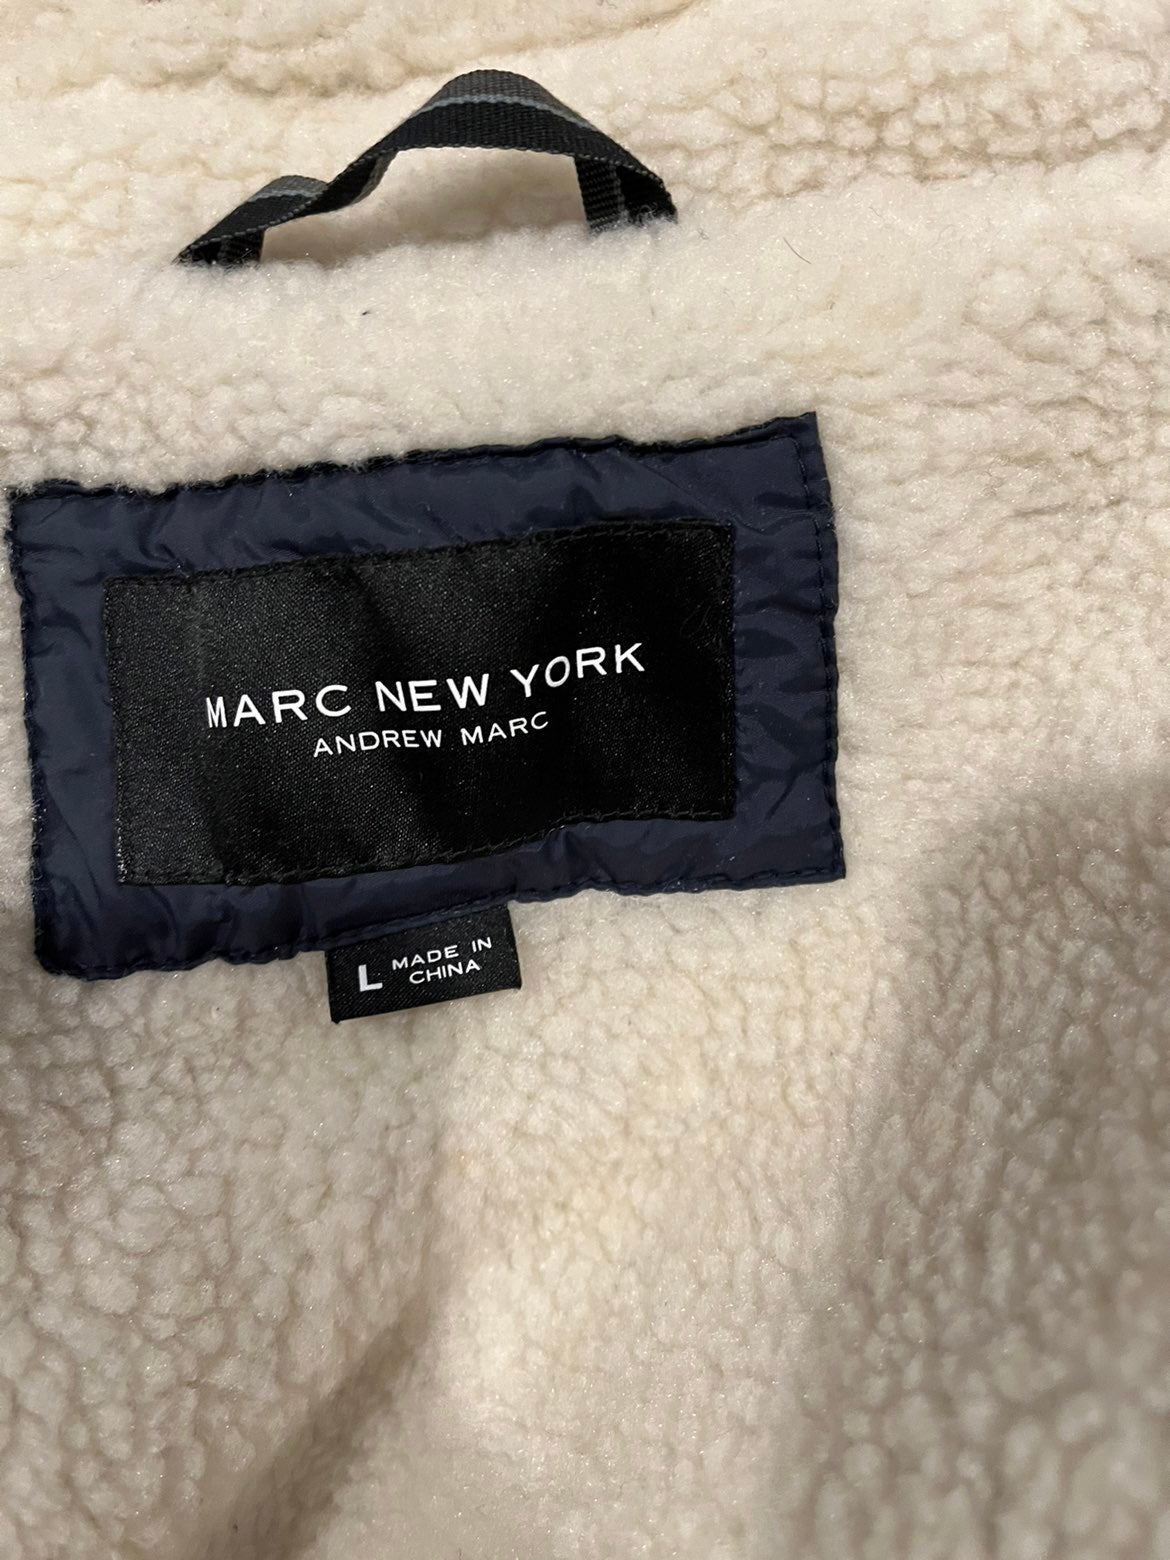 MARC NEW YORK
ANDREW MARC
L
MADE IN
CHINA